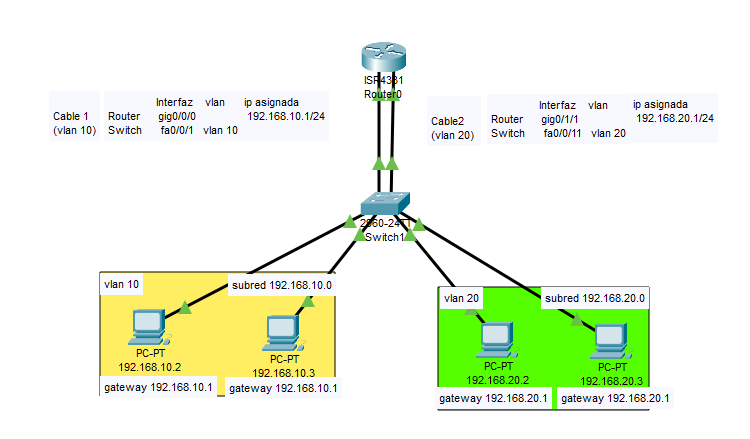 ISR4331
Router0
Interfaz vlan ip asignada
Cable 1 Router gig0/0/0 192.168.10.1/24
(vlan 10) Switch fa0/0/1 vlan 10
Interfaz vlan ip asignada
Cable2 Router gig0/1/1 192.168.20.1/24
(vlan 20) Switch fa0/0/11 vlan 20
2960-24TT
Switch1
vlan 10
subred 192.168.10.0
PC-PT
192.168.10.2
gateway 192.168.10.1
PC-PT
192.168.10.3
gateway 192.168.10.1
vlan 20
subred 192.168.20.0
PC-PT
192.168.20.2
gateway 192.168.20.1
PC-PT
192.168.20.3
gateway 192.168.20.1